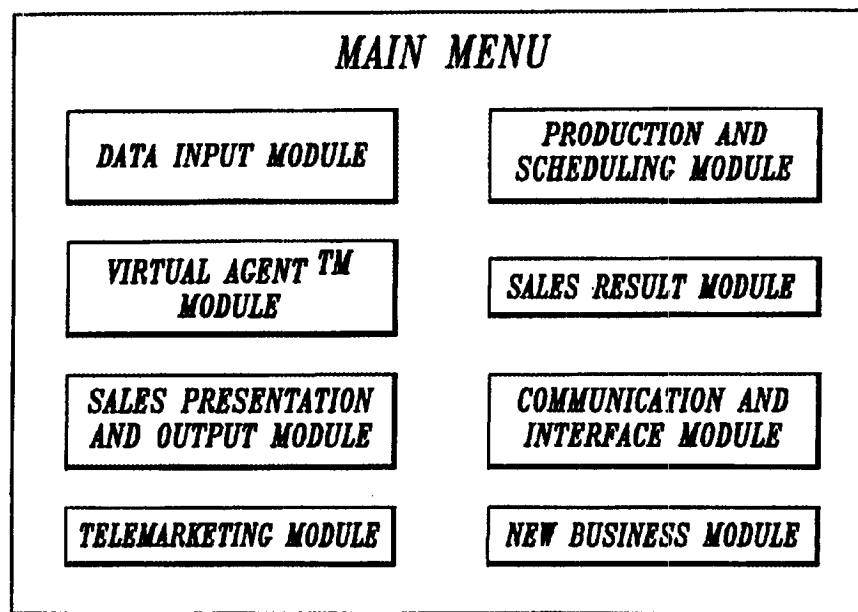 MAIN MENU
DATA INPUT MODULE
PRODUCTION AND
SCHEDULING MODULE
VIRTUAL AGENT TM
MODULE
SALES RESULT MODULE
SALES PRESENTATION
AND OUTPUT MODULE
COMMUNICATION AND
INTERFACE MODULE
TELEMARKETING MODULE
NEW BUSINESS MODULE